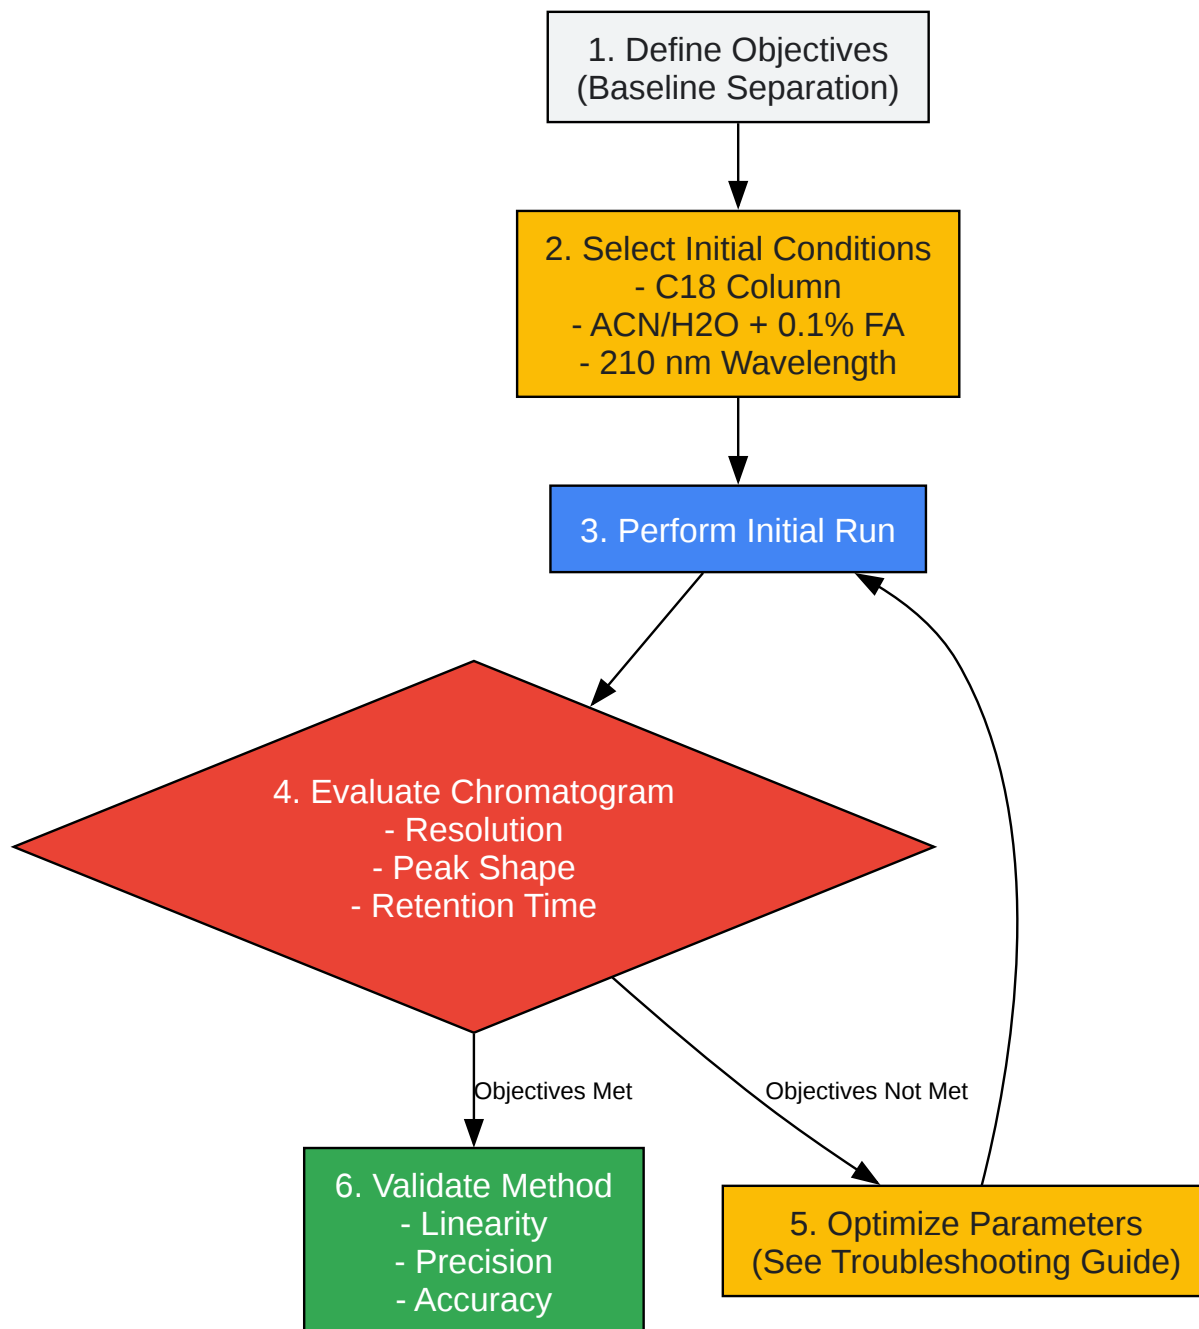 1. Define Objectives
(Baseline Separation)
2. Select Initial Conditions
- C18 Column
- ACN/H2O + 0.1% FA
- 210 nm Wavelength
3. Perform Initial Run
4. Evaluate Chromatogram
- Resolution
- Peak Shape
- Retention Time
Objectives Met
Objectives Not Met
6. Validate Method
- Linearity
- Precision
- Accuracy
5. Optimize Parameters
(See Troubleshooting Guide)